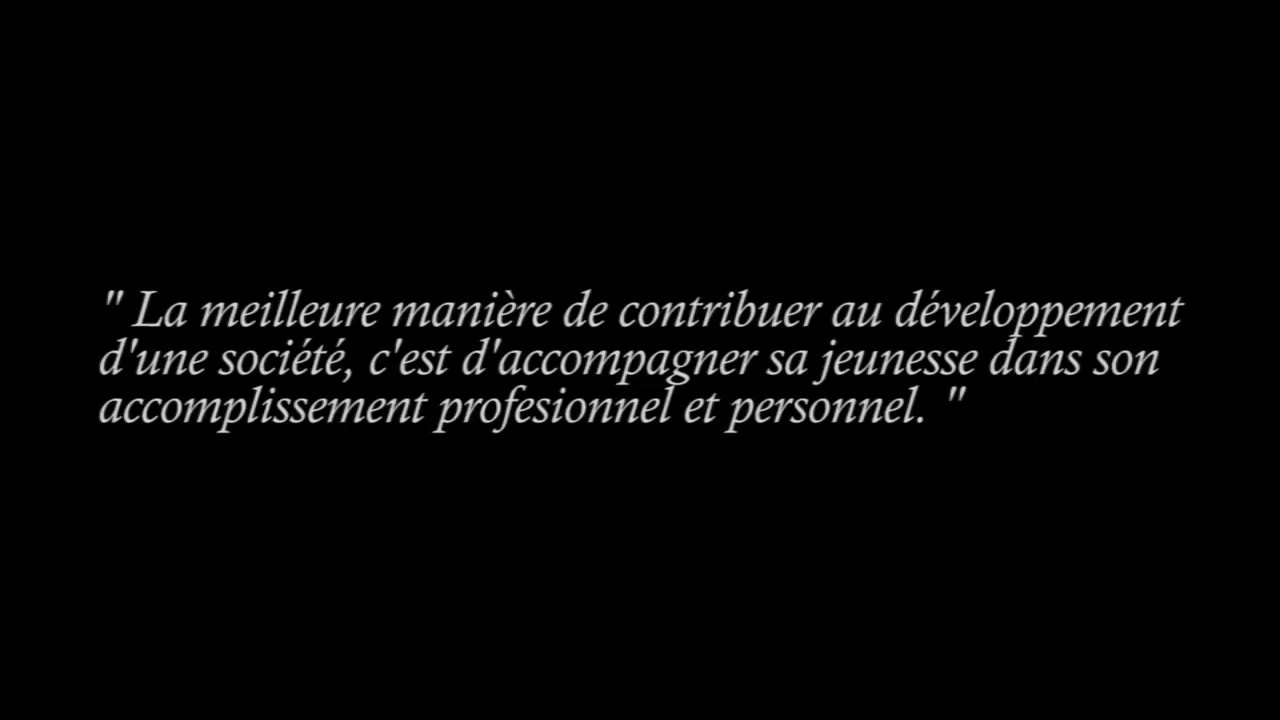 " La meilleure manière de contribuer au développement
d'une société, c'est d'accompagner sa jeunesse dans son
accomplissement profesionnel et personnel. "